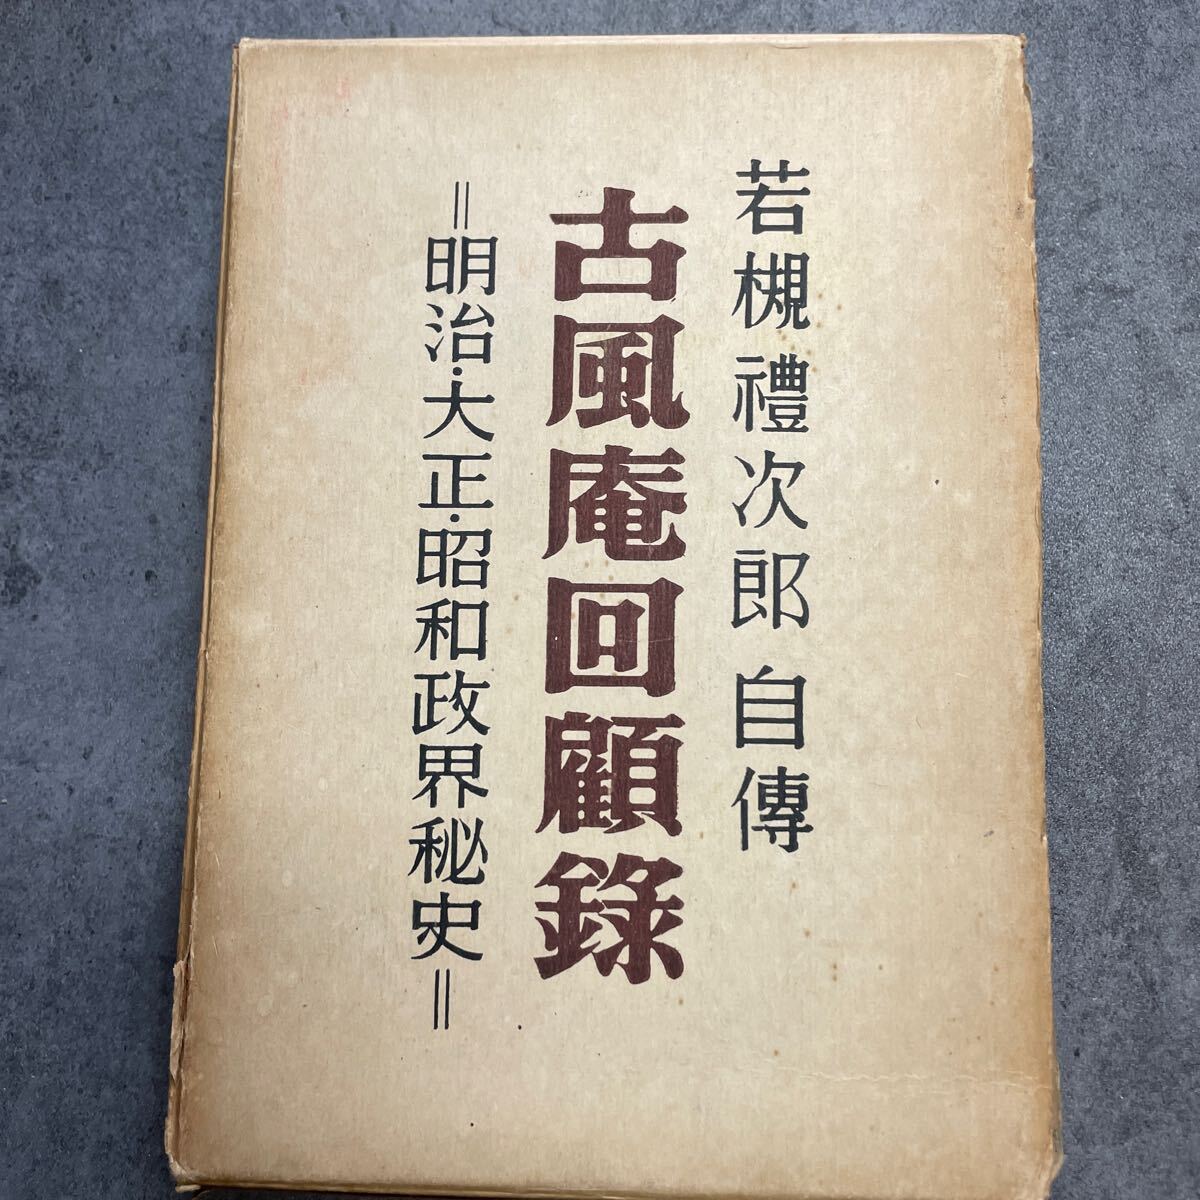 若槻禮次郎自傳
古風庵回顧錄
＝明治・大正・昭和政界秘史＝